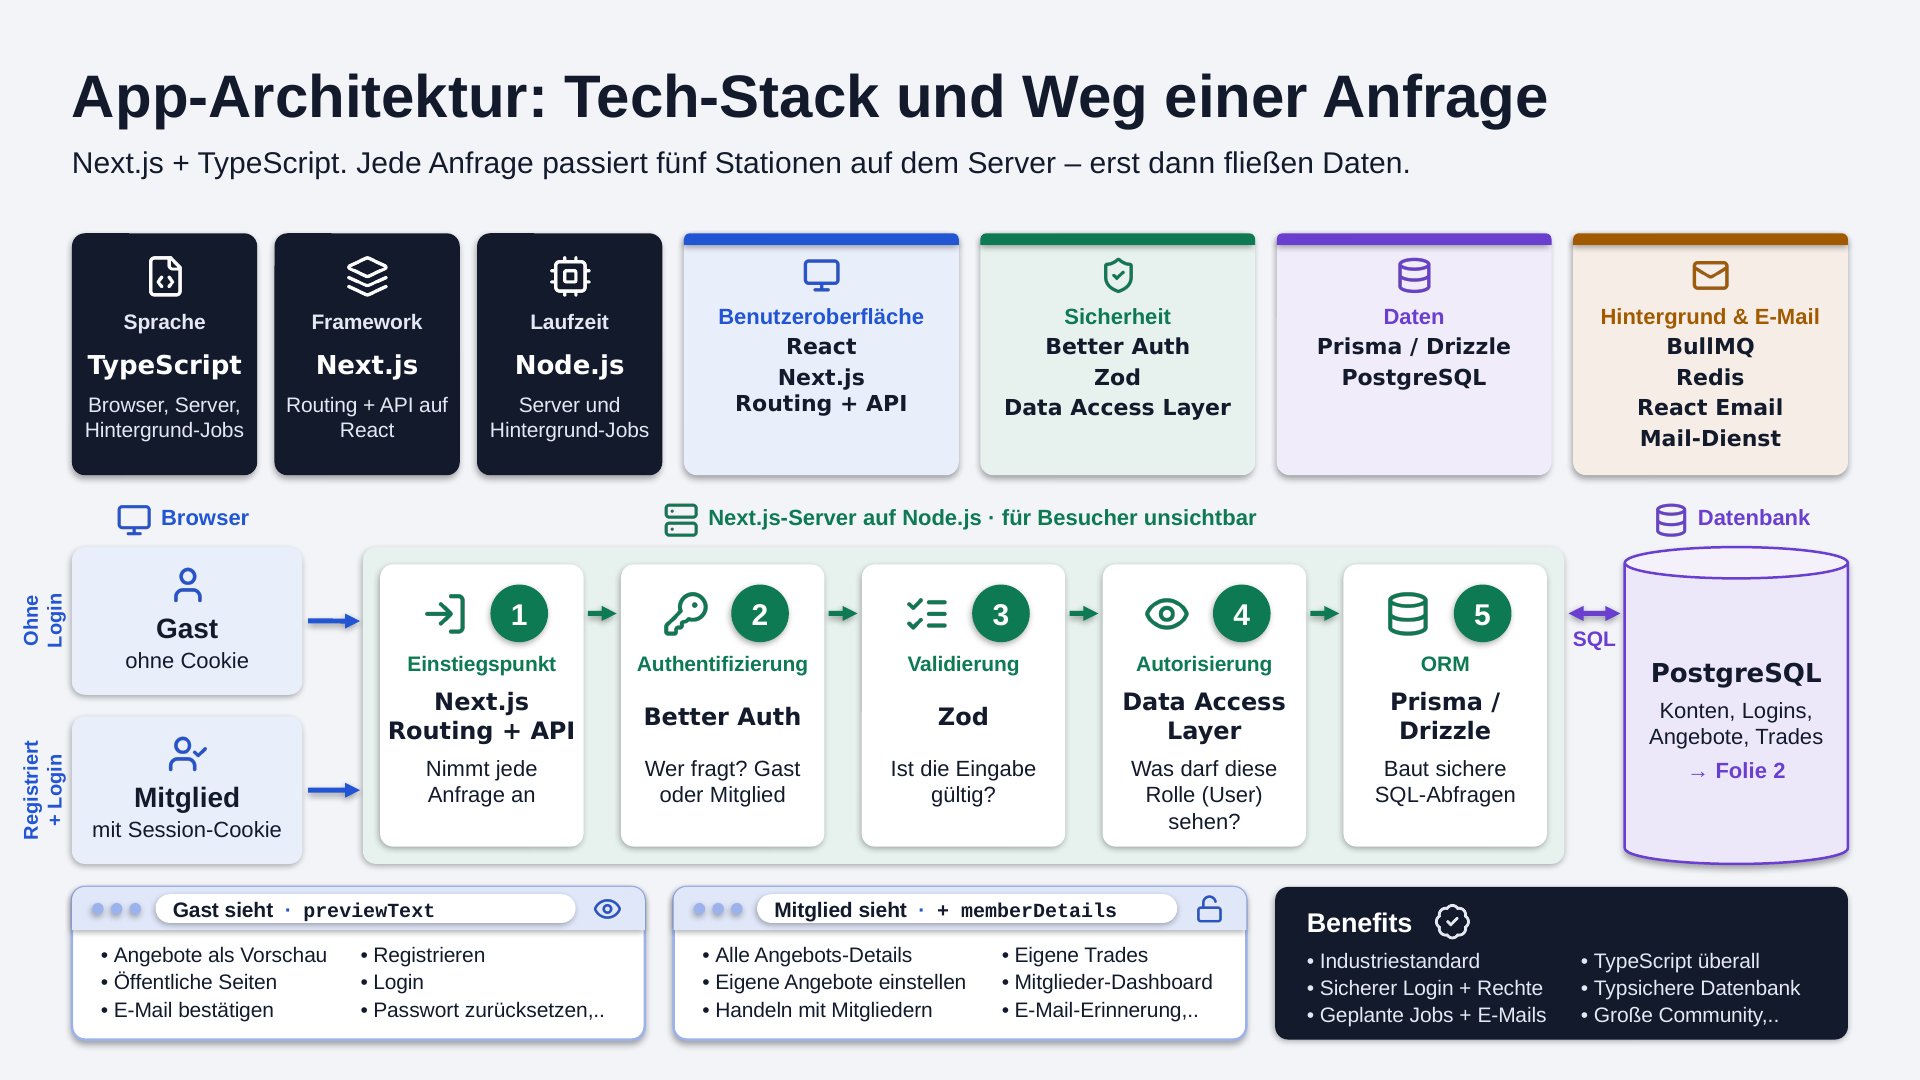 App-Architektur: Tech-Stack und Weg einer Anfrage
Next.js + TypeScript. Jede Anfrage passiert fünf Stationen auf dem Server – erst dann fließen Daten.
Sprache
TypeScript
Browser, Server,
Hintergrund-Jobs
Framework
Next.js
Routing + API auf
React
Laufzeit
Node.js
Server und
Hintergrund-Jobs
Benutzeroberfläche
React
Next.js
Routing + API
Sicherheit
Better Auth
Zod
Data Access Layer
Daten
Prisma / Drizzle
PostgreSQL
Hintergrund & E-Mail
BullMQ
Redis
React Email
Mail-Dienst
Browser
Next.js-Server auf Node.js · für Besucher unsichtbar
Datenbank
Ohne
Login
Gast
ohne Cookie
Registriert
+ Login
Mitglied
mit Session-Cookie
1
Einstiegspunkt
Next.js
Routing + API
Nimmt jede
Anfrage an
2
Authentifizierung
Better Auth
Wer fragt? Gast
oder Mitglied
3
Validierung
Zod
Ist die Eingabe
gültig?
4
Autorisierung
Data Access
Layer
Was darf diese
Rolle (User)
sehen?
5
ORM
Prisma /
Drizzle
Baut sichere
SQL-Abfragen
SQL
PostgreSQL
Konten, Logins,
Angebote, Trades
→ Folie 2
Gast sieht · previewText
• Angebote als Vorschau
• Öffentliche Seiten
• E-Mail bestätigen
• Registrieren
• Login
• Passwort zurücksetzen,..
Mitglied sieht · + memberDetails
• Alle Angebots-Details
• Eigene Angebote einstellen
• Handeln mit Mitgliedern
• Eigene Trades
• Mitglieder-Dashboard
• E-Mail-Erinnerung,..
Benefits
• Industriestandard
• Sicherer Login + Rechte
• Geplante Jobs + E-Mails
• TypeScript überall
• Typsichere Datenbank
• Große Community,..